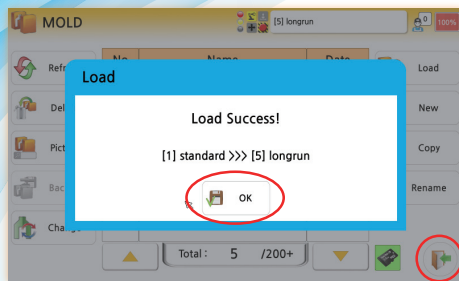 MOLD
[5] longrun
0
100%
No
Name
Date
Refr
Load
Load
Del
New
Load Success!
Pict
[1] standard >>> [5] longrun
Copy
Bac
OK
Rename
Cha
Total : 5 /200+